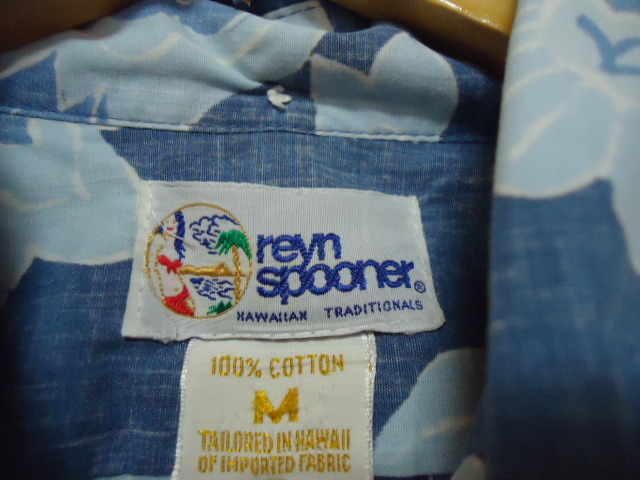 reyn
spooner®
HAWAIIAN TRADITIONALS
100% COTTON
M
TAILORED IN HAWAII
OF IMPORTED FABRIC